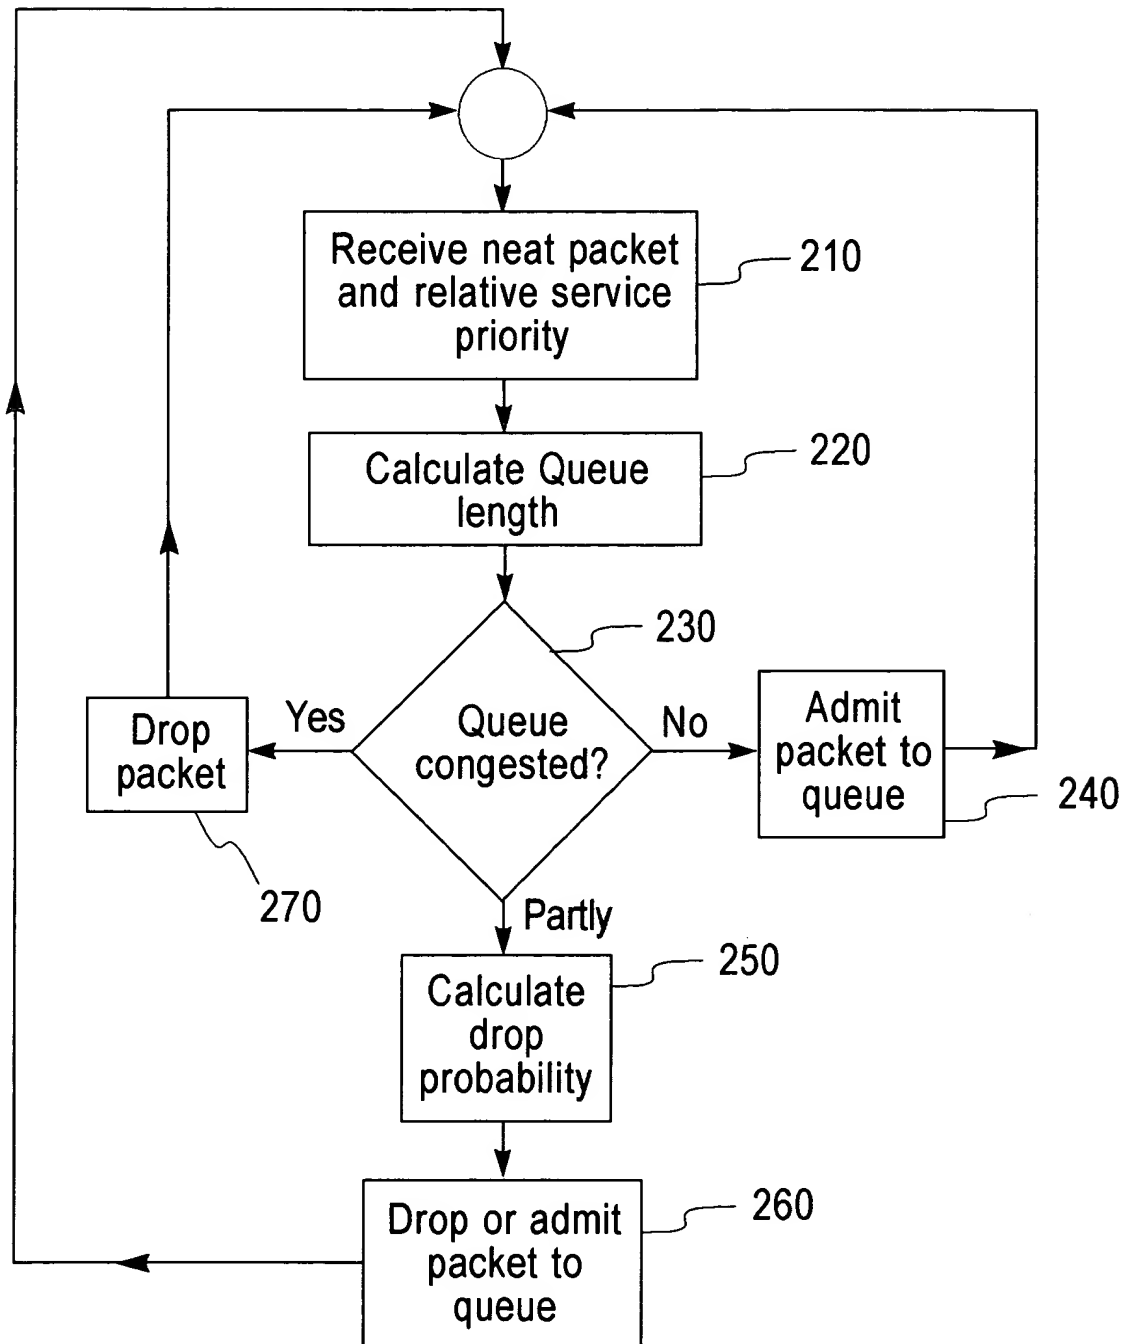 Receive neat packet
and relative service
priority
210
Calculate Queue
length
220
230
Queue
congested?
Yes
No
Drop
packet
270
Admit
packet to
queue
240
Partly
Calculate
drop
probability
250
Drop or admit
packet to
queue
260